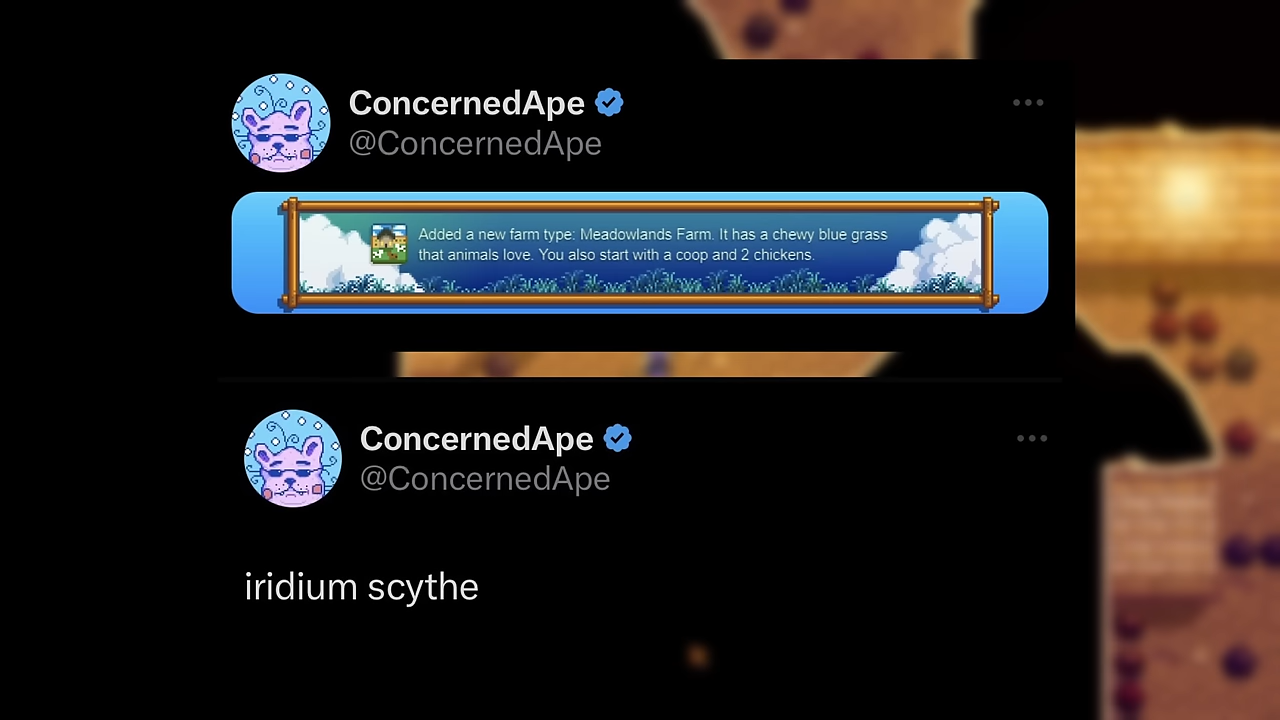 ConcernedApe
@ConcernedApe
Added a new farm type: Meadowlands Farm. It has a chewy blue grass
that animals love. You also start with a coop and 2 chickens.
ConcernedApe
@ConcernedApe
iridium scythe